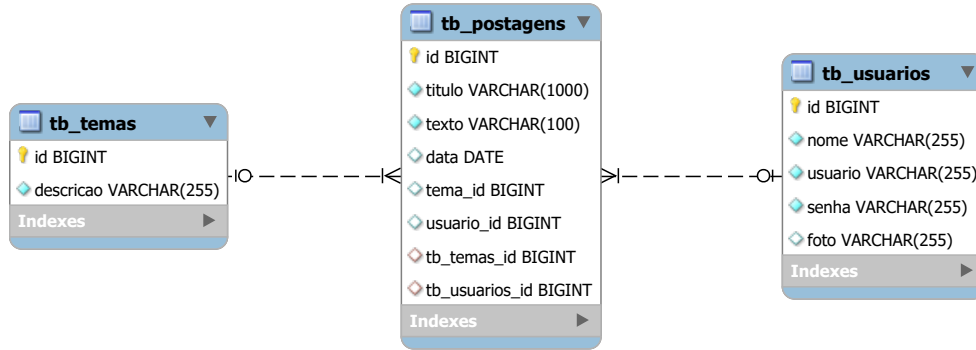 tb_temas
id BIGINT
descricao VARCHAR(255)
Indexes
tb_postagens
id BIGINT
titulo VARCHAR(1000)
texto VARCHAR(100)
data DATE
tema_id BIGINT
usuario_id BIGINT
tb_temas_id BIGINT
tb_usuarios_id BIGINT
Indexes
tb_usuarios
id BIGINT
nome VARCHAR(255)
usuario VARCHAR(255)
senha VARCHAR(255)
foto VARCHAR(255)
Indexes